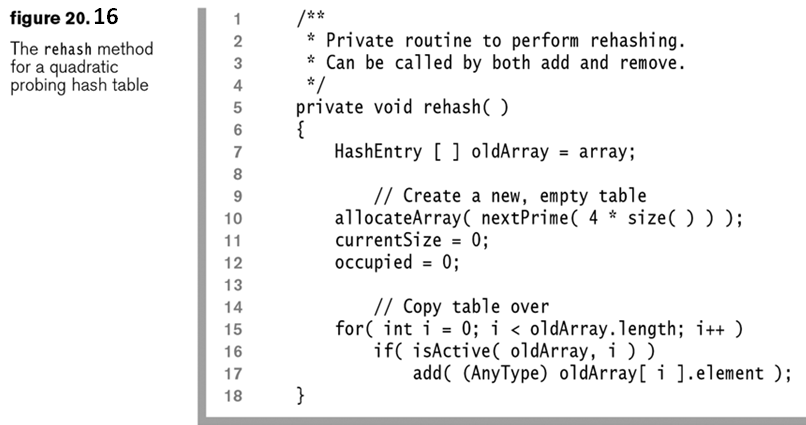 figure 20.16
The rehash method
for a quadratic
probing hash table
1 /**
2 * Private routine to perform rehashing.
3 * Can be called by both add and remove.
4 */
5 private void rehash( )
6 {
7 HashEntry [ ] oldArray = array;
8
9 // Create a new, empty table
10 allocateArray( nextPrime( 4 * size( ) ) );
11 currentSize = 0;
12 occupied = 0;
13
14 // Copy table over
15 for( int i = 0; i < oldArray.length; i++ )
16 if( isActive( oldArray, i ) )
17 add( (AnyType) oldArray[ i ].element );
18 }